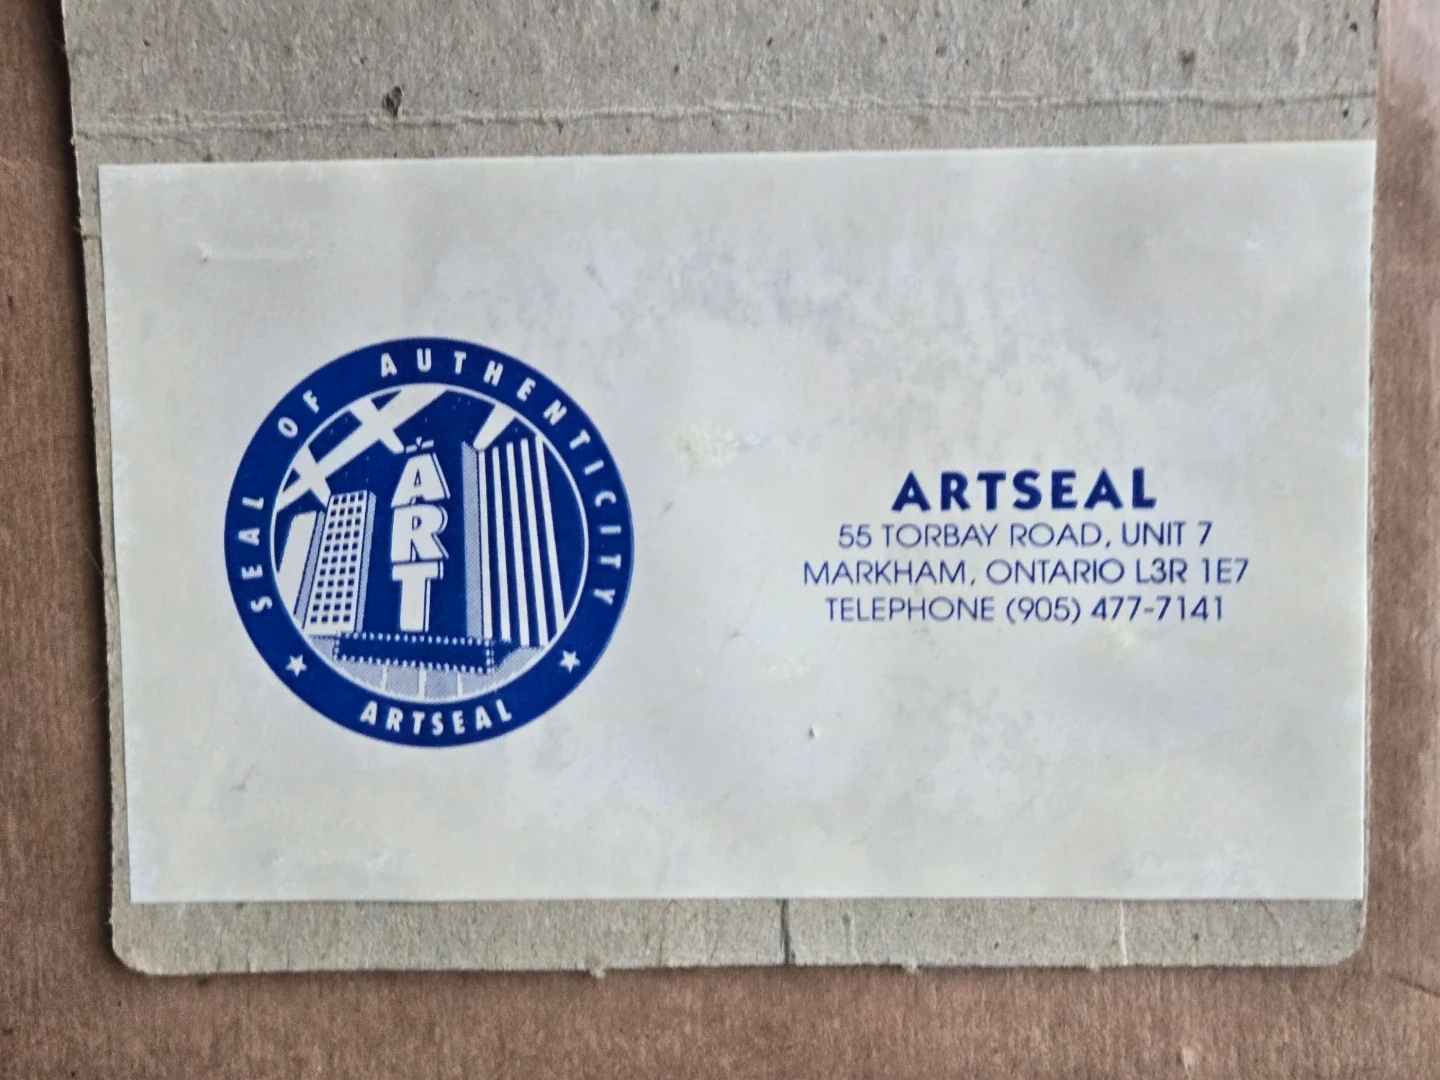 SEAL OF AUTHENTICITY
ART
ARTSEAL
ARTSEAL
55 TORBAY ROAD, UNIT 7
MARKHAM, ONTARIO L3R 1E7
TELEPHONE (905) 477-7141